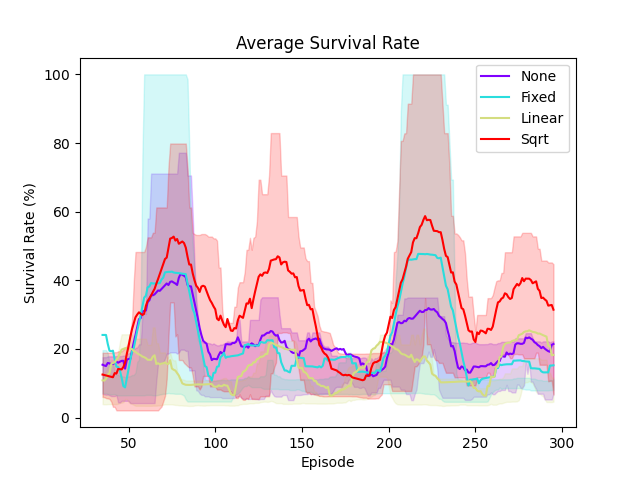 Average Survival Rate
Survival Rate (%)
100
80
60
40
20
0
None
Fixed
Linear
Sqrt
50
100
150
200
250
300
Episode